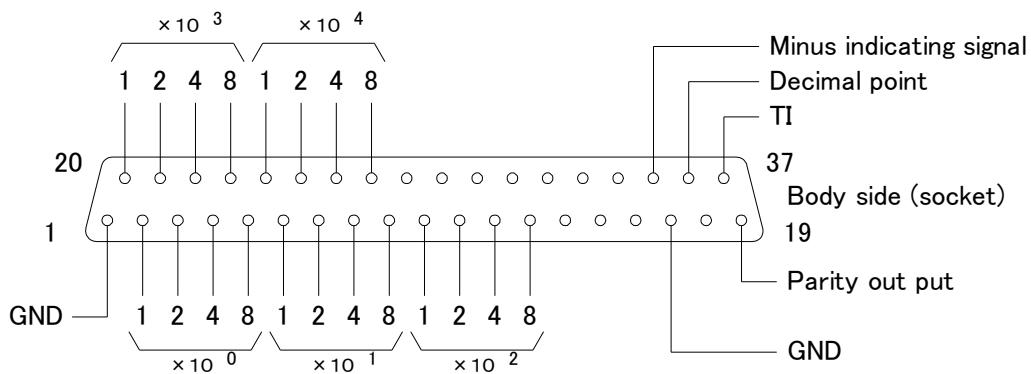 × 10 3 × 10 4
Minus indicating signal
1 2 4 8 1 2 4 8
Decimal point
TI
20 37
Body side (socket)
1 19
Parity out put
GND 1 2 4 8 1 2 4 8 1 2 4 8
GND
× 10 0 × 10 1 × 10 2